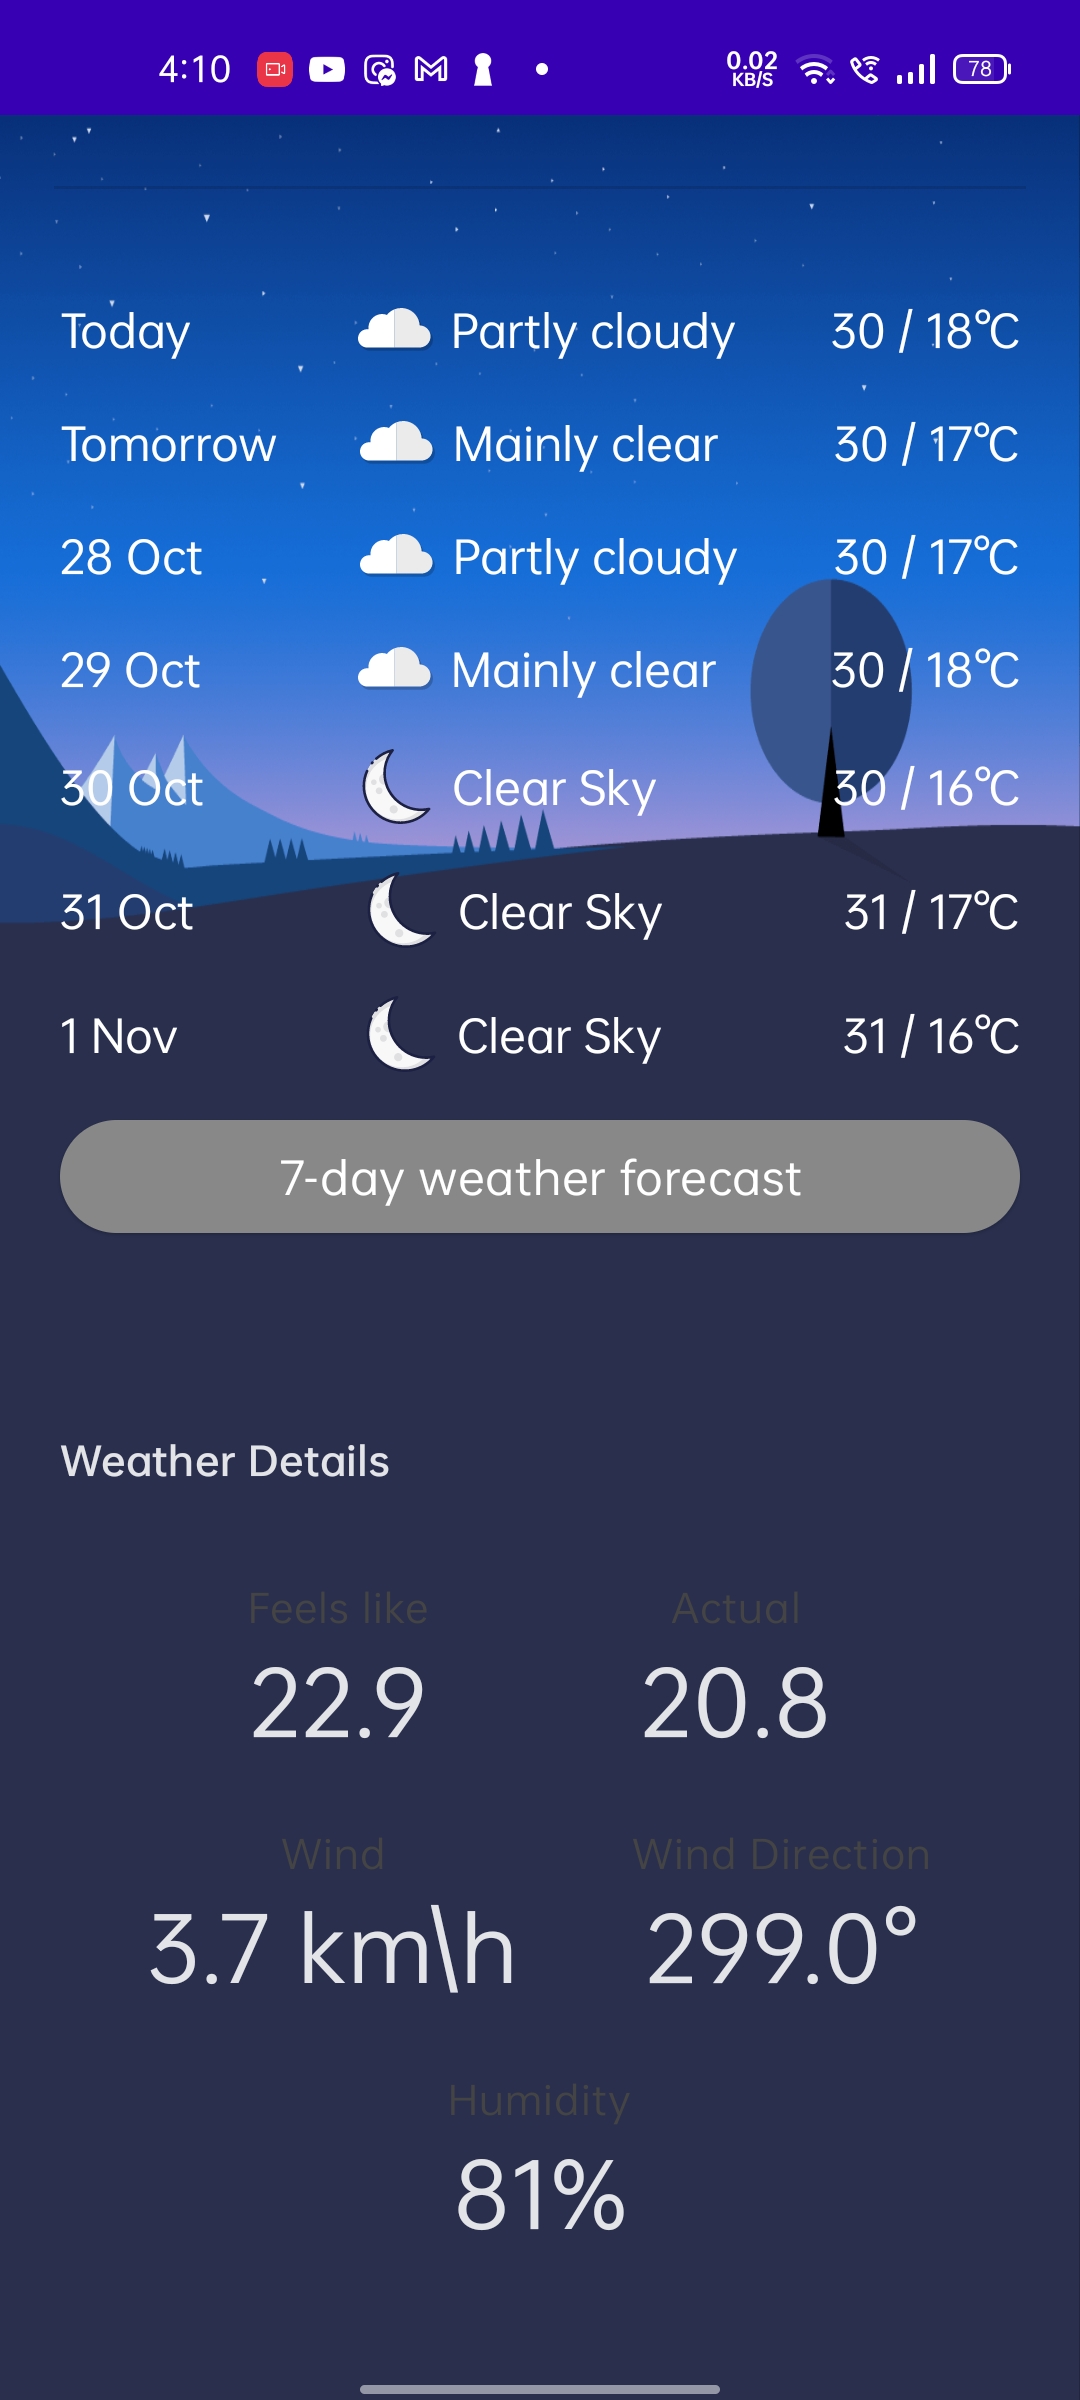 4:10 0.02 KB/S 78
Today Partly cloudy 30 / 18°C
Tomorrow Mainly clear 30 / 17°C
28 Oct Partly cloudy 30 / 17°C
29 Oct Mainly clear 30 / 18°C
30 Oct Clear Sky 30 / 16°C
31 Oct Clear Sky 31 / 17°C
1 Nov Clear Sky 31 / 16°C
7-day weather forecast
Weather Details
Feels like Actual
22.9 20.8
Wind Wind Direction
3.7 km\h 299.0°
Humidity
81%